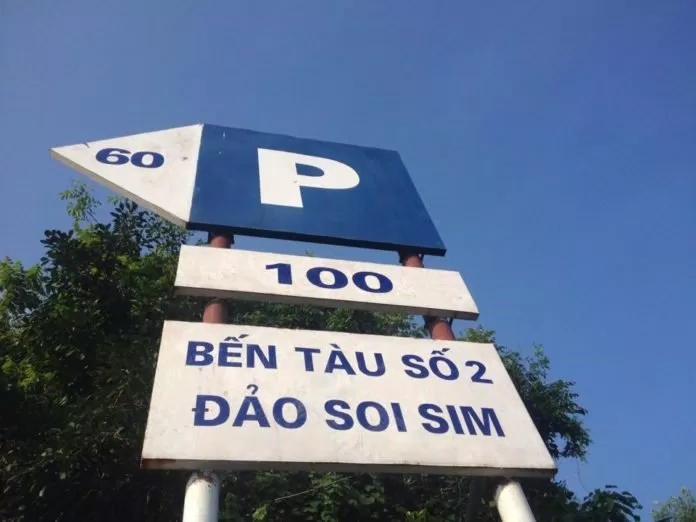 60
P
100
BẾN TÀU SỐ 2
ĐẢO SOI SIM